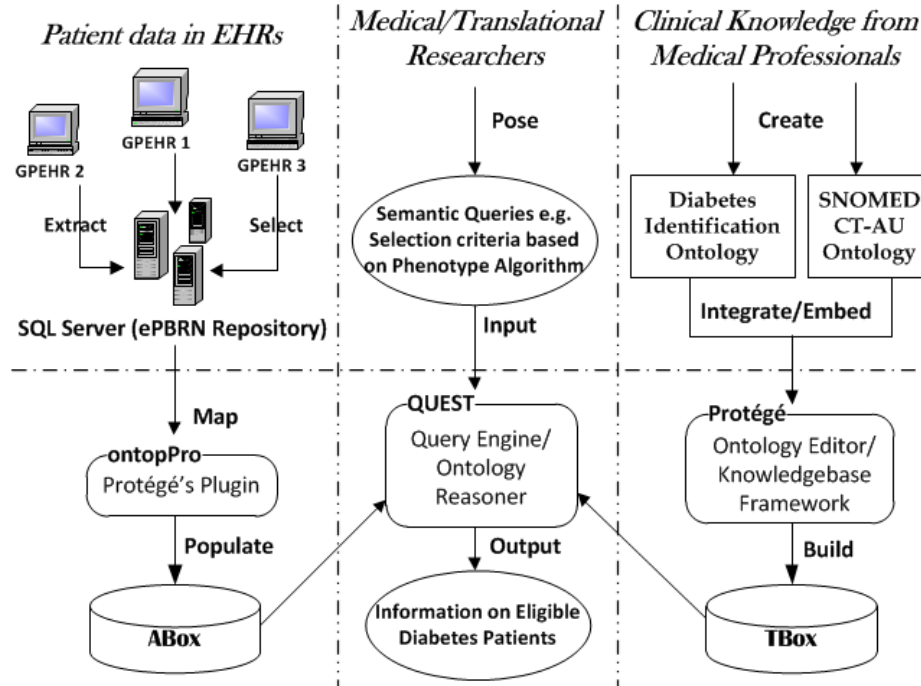 Patient data in EHRs
GPEHR 1
GPEHR 2
GPEHR 3
Extract
Select
SQL Server (ePBRN Repository)
Map
ontopPro
Protégé's Plugin
Populate
ABox
Medical/Translational
Researchers
Pose
Semantic Queries e.g.
Selection criteria based
on Phenotype Algorithm
Input
QUEST
Query Engine/
Ontology
Reasoner
Output
Information on Eligible
Diabetes Patients
Clinical Knowledge from
Medical Professionals
Create
Diabetes
Identification
Ontology
SNOMED
CT-AU
Ontology
Integrate/Embed
Protégé
Ontology Editor/
Knowledgebase
Framework
Build
TBox